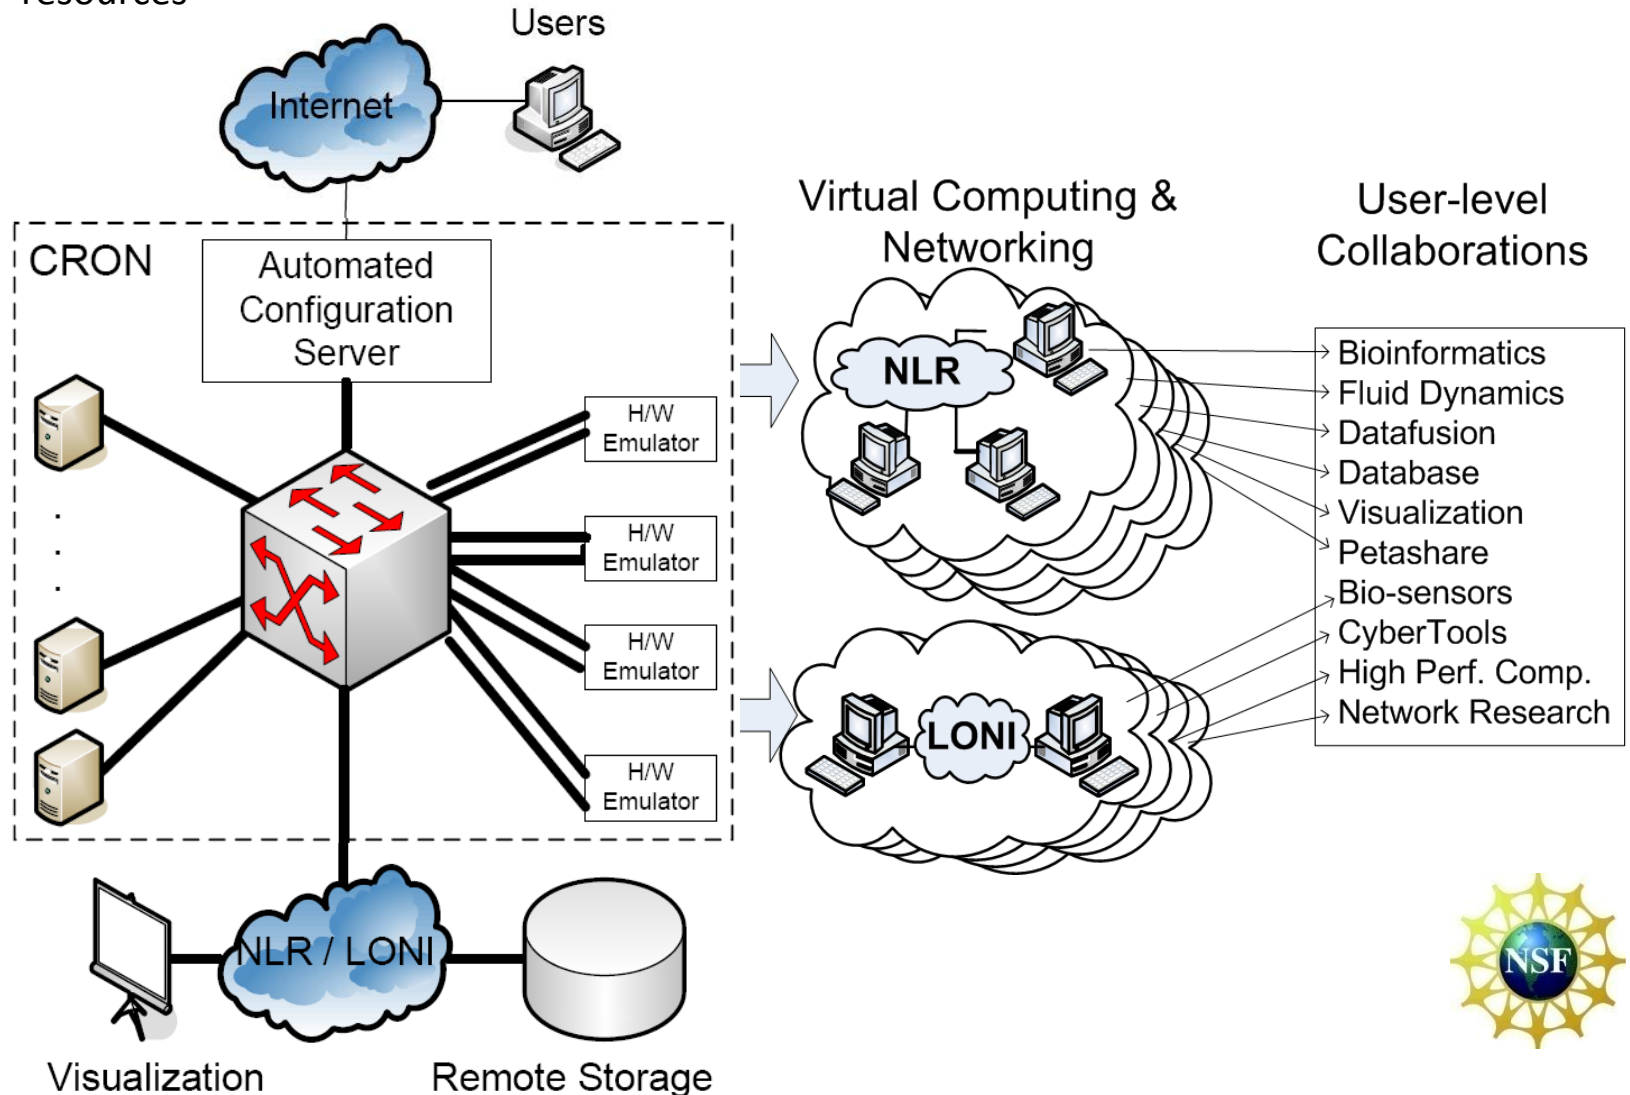 resources
Users
Internet
CRON
Automated
Configuration
Server
H/W
Emulator
H/W
Emulator
H/W
Emulator
H/W
Emulator
.
.
.
NLR / LONI
Visualization
Remote Storage
Virtual Computing &
Networking
NLR
LONI
User-level
Collaborations
Bioinformatics
Fluid Dynamics
Datafusion
Database
Visualization
Petashare
Bio-sensors
CyberTools
High Perf. Comp.
Network Research
NSF